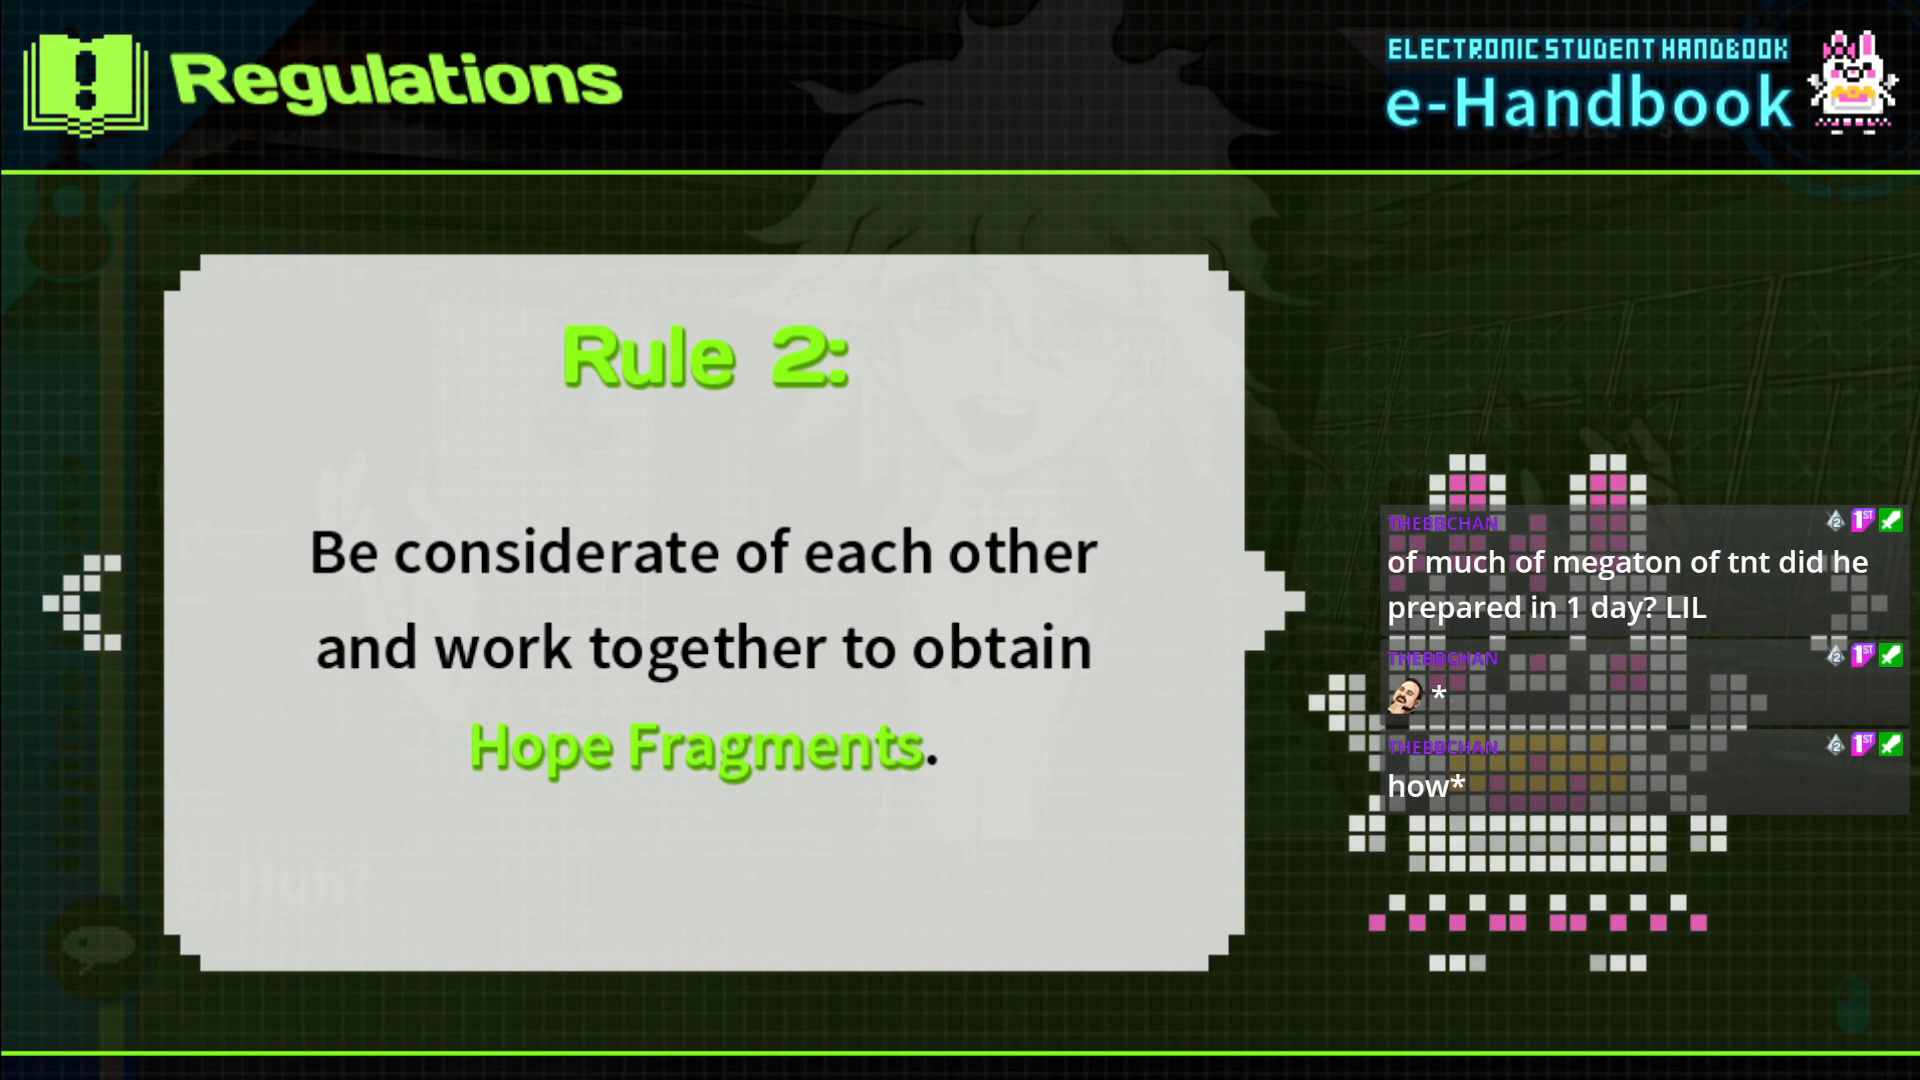 Regulations
ELECTRONIC STUDENT HANDBOOK
e-Handbook
Rule 2:
Be considerate of each other
and work together to obtain
Hope Fragments.
...Huh?
THEBBCHAN
of much of megaton of tnt did he
prepared in 1 day? LIL
THEBBCHAN
*
THEBBCHAN
how*